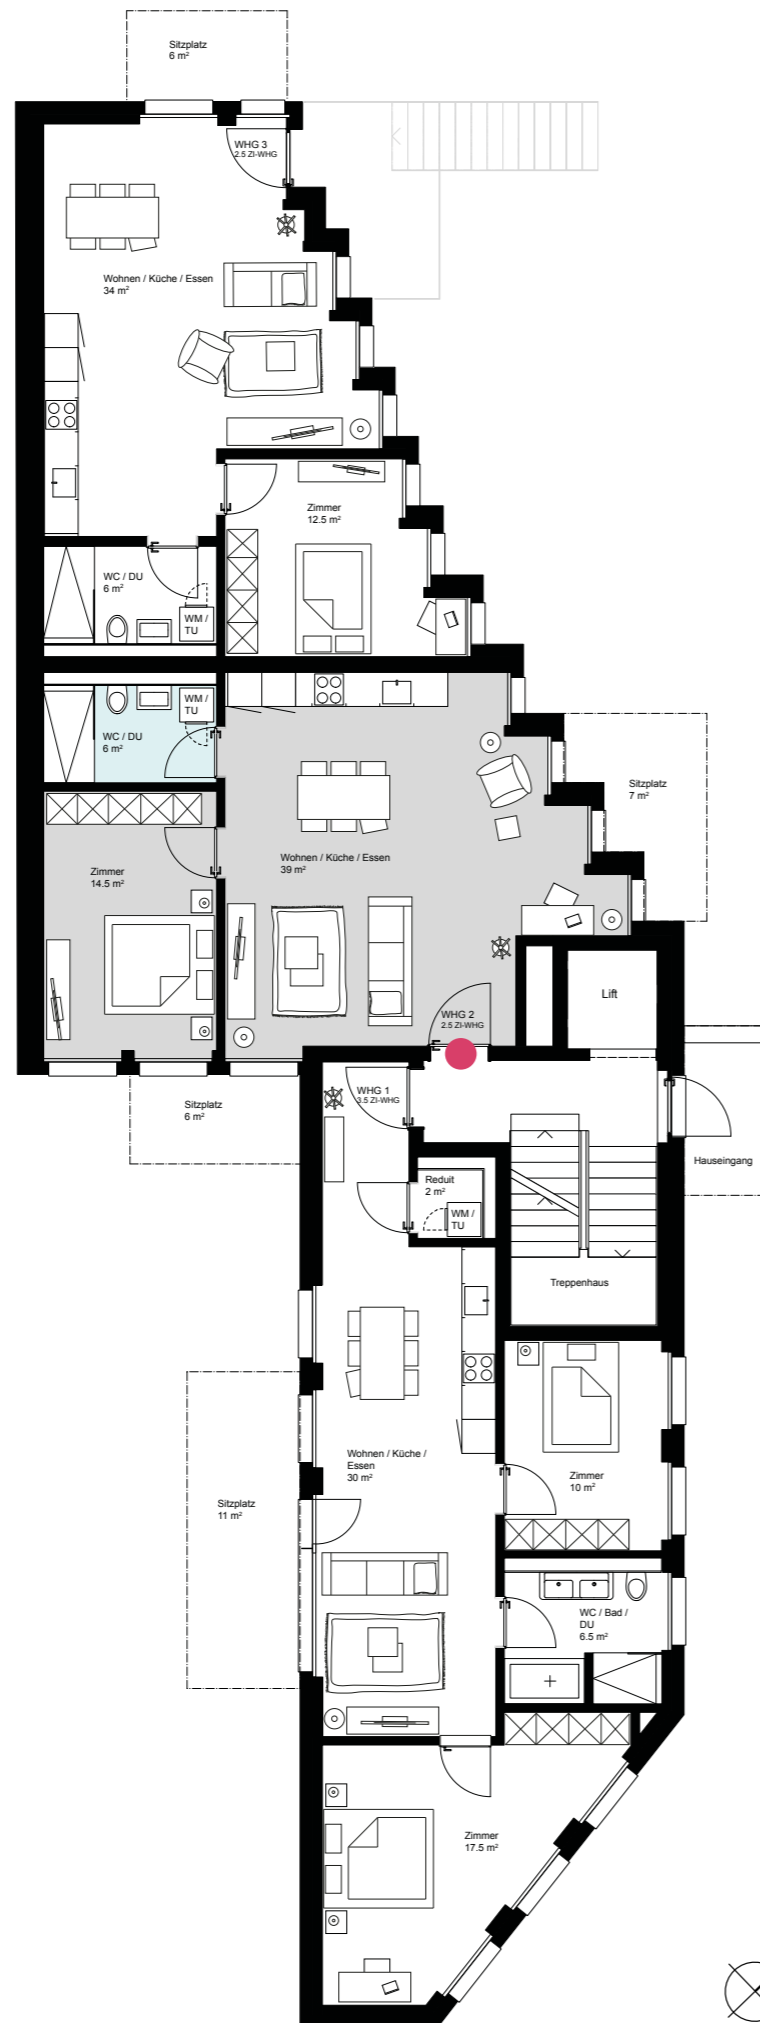 Sitzplatz
6 m²
WHG 3
2.5 ZI-WHG
Wohnen / Küche / Essen
34 m²
Zimmer
12.5 m²
WC / DU
6 m²
WM /
TU
WM /
TU
WC / DU
6 m²
Sitzplatz
7 m²
Wohnen / Küche / Essen
39 m²
Zimmer
14.5 m²
Lift
WHG 2
2.5 ZI-WHG
WHG 1
3.5 ZI-WHG
Sitzplatz
6 m²
Hauseingang
Reduit
2 m²
WM /
TU
Treppenhaus
Wohnen / Küche /
Essen
30 m²
Zimmer
10 m²
Sitzplatz
11 m²
WC / Bad /
DU
6.5 m²
Zimmer
17.5 m²